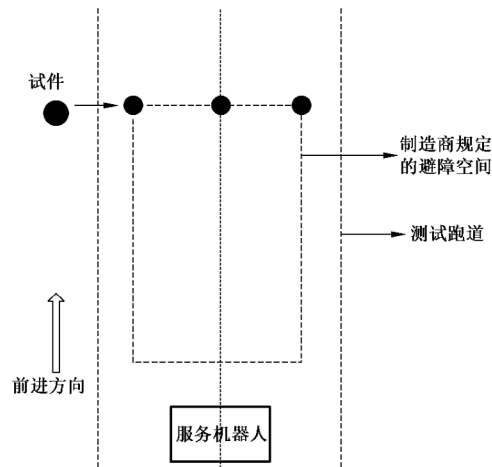 试件
制造商规定
的避障空间
测试跑道
前进方向
服务机器人